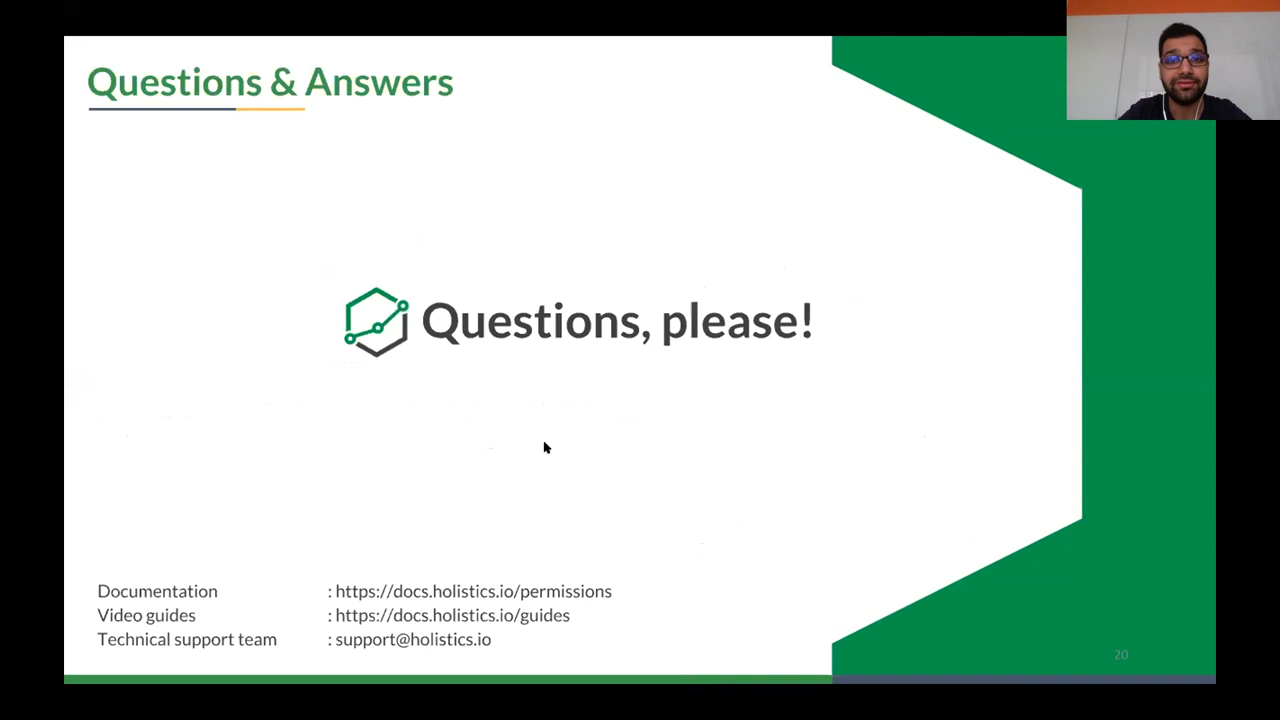 Questions & Answers
Questions, please!
Documentation : https://docs.holistics.io/permissions
Video guides : https://docs.holistics.io/guides
Technical support team : support@holistics.io
20